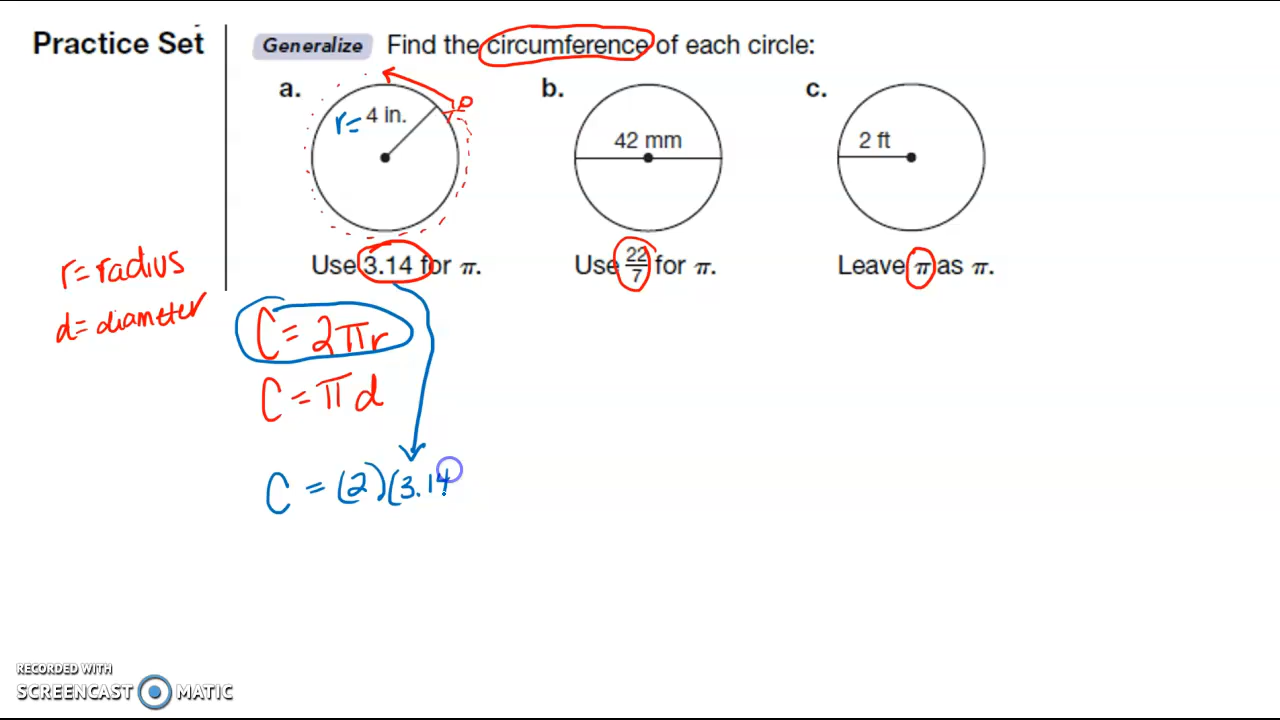 Practice Set
Generalize Find the circumference of each circle:
a. b. c.
r= 4 in. 42 mm 2 ft
Use 3.14 for π. Use 22/7 for π. Leave π as π.
r= radius
d= diameter
C = 2πr
C = πd
C = (2)(3.14
RECORDED WITH
SCREENCAST MATIC